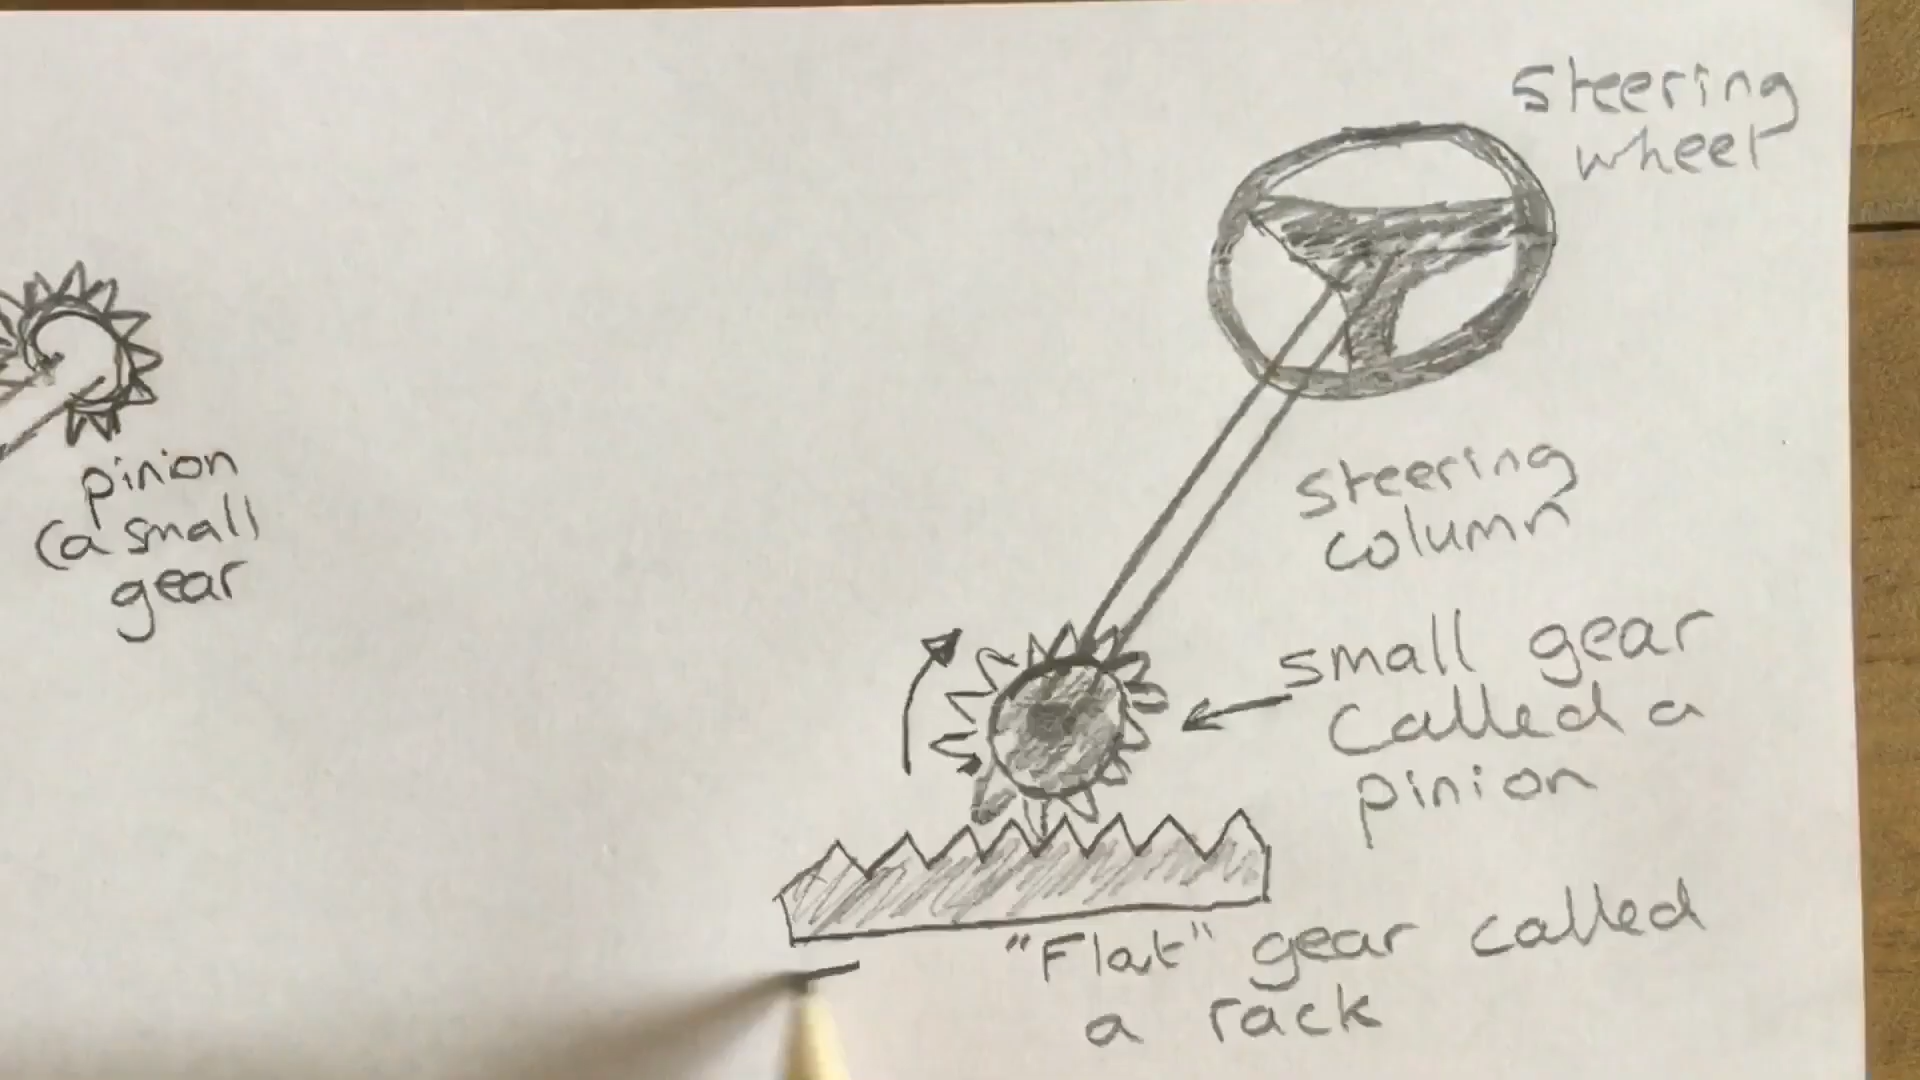 steering
wheel
pinion
(a small
gear
steering
column
small gear
called a
pinion
"Flat" gear called
a rack